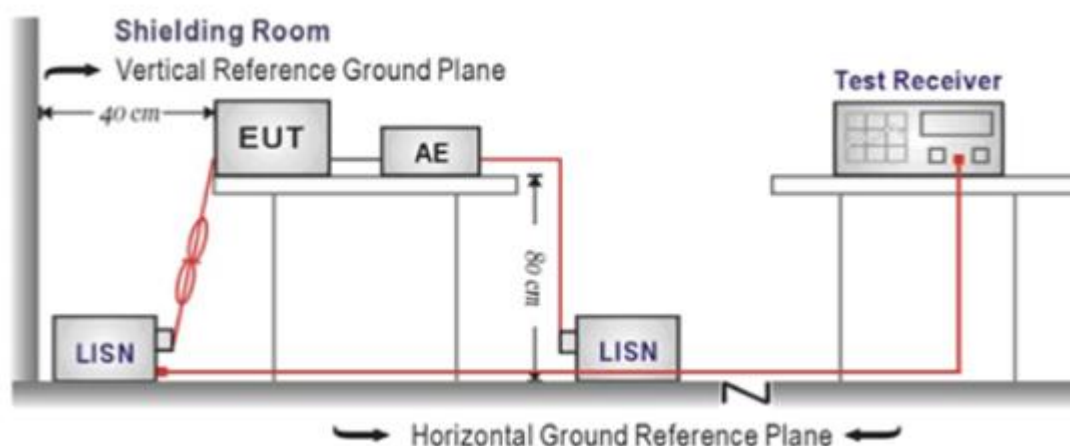 Shielding Room
Vertical Reference Ground Plane
40 cm
Test Receiver
EUT
AE
80 cm
LISN
LISN
Horizontal Ground Reference Plane